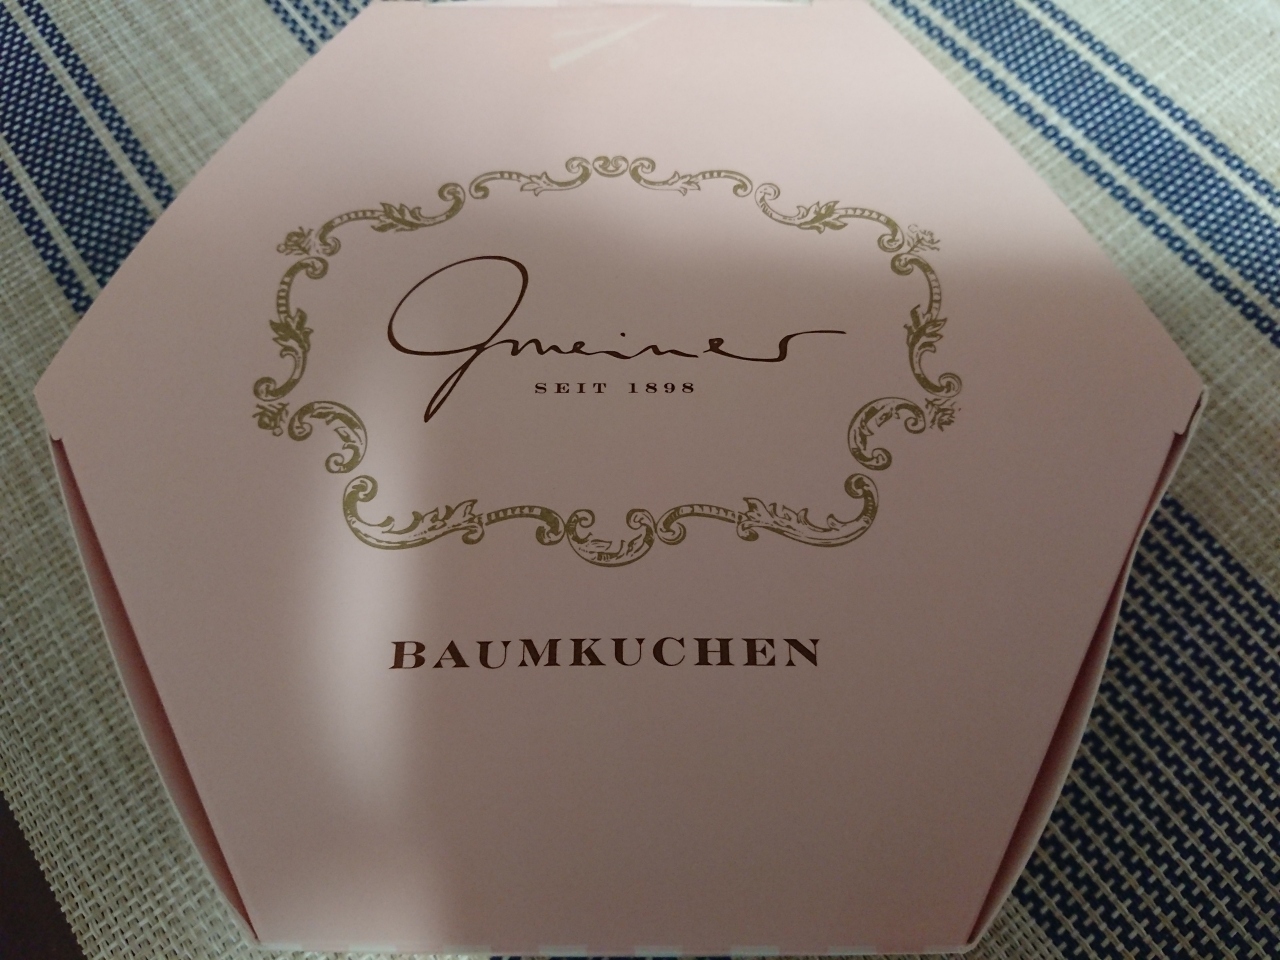 Gmeiner
SEIT 1898
BAUMKUCHEN